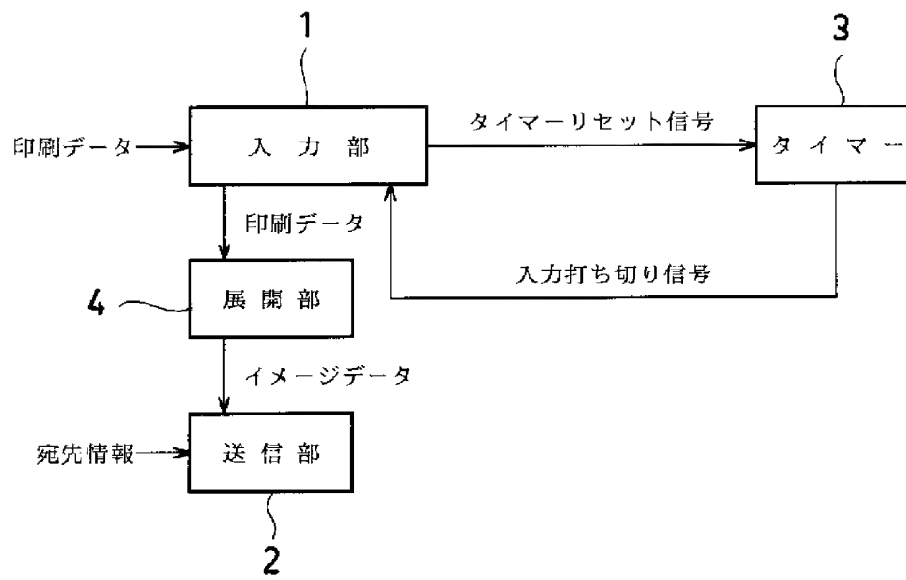 1
3
タイマーリセット信号
印刷データ
入力部
タイマー
印刷データ
入力打ち切り信号
4
展開部
イメージデータ
宛先情報
送信部
2